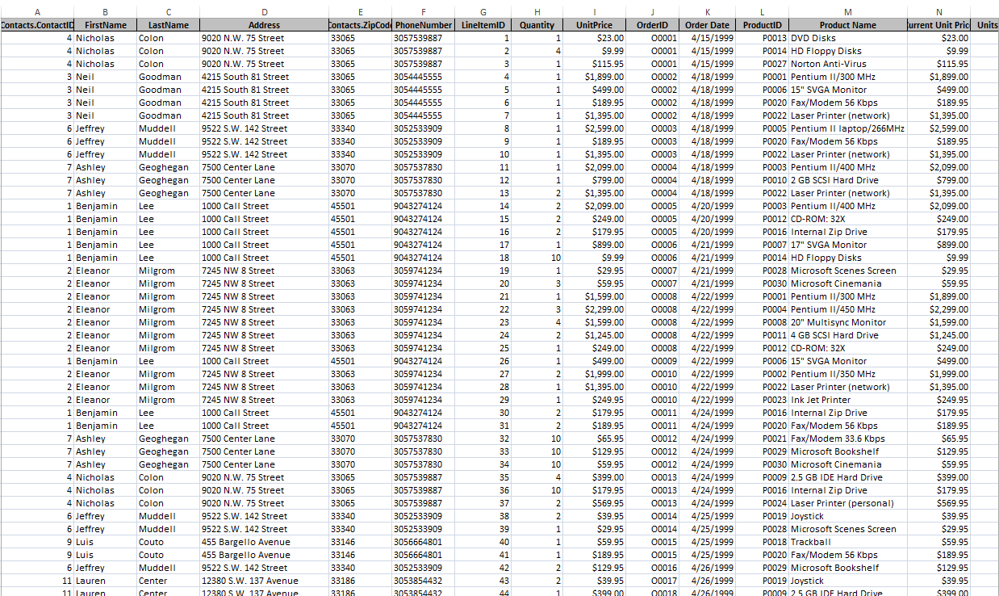 A B C D E F G H I J K L M N
Contacts.ContactID FirstName LastName Address Contacts.ZipCode PhoneNumber LineItemID Quantity UnitPrice OrderID Order Date ProductID Product Name urrent Unit Pric Units
4 Nicholas Colon 9020 N.W. 75 Street 33065 3057539887 1 1 $23.00 O0001 4/15/1999 P0013 DVD Disks $23.00
4 Nicholas Colon 9020 N.W. 75 Street 33065 3057539887 2 4 $9.99 O0001 4/15/1999 P0014 HD Floppy Disks $9.99
4 Nicholas Colon 9020 N.W. 75 Street 33065 3057539887 3 1 $115.95 O0001 4/15/1999 P0027 Norton Anti-Virus $115.95
3 Neil Goodman 4215 South 81 Street 33065 3054445555 4 1 $1,899.00 O0002 4/18/1999 P0001 Pentium II/300 MHz $1,899.00
3 Neil Goodman 4215 South 81 Street 33065 3054445555 5 1 $499.00 O0002 4/18/1999 P0006 15" SVGA Monitor $499.00
3 Neil Goodman 4215 South 81 Street 33065 3054445555 6 1 $189.95 O0002 4/18/1999 P0020 Fax/Modem 56 Kbps $189.95
3 Neil Goodman 4215 South 81 Street 33065 3054445555 7 1 $1,395.00 O0002 4/18/1999 P0022 Laser Printer (network) $1,395.00
6 Jeffrey Muddell 9522 S.W. 142 Street 33340 3052533909 8 1 $2,599.00 O0003 4/18/1999 P0005 Pentium II laptop/266MHz $2,599.00
6 Jeffrey Muddell 9522 S.W. 142 Street 33340 3052533909 9 1 $189.95 O0003 4/18/1999 P0020 Fax/Modem 56 Kbps $189.95
6 Jeffrey Muddell 9522 S.W. 142 Street 33340 3052533909 10 1 $1,395.00 O0003 4/18/1999 P0022 Laser Printer (network) $1,395.00
7 Ashley Geoghegan 7500 Center Lane 33070 3057537830 11 1 $2,099.00 O0004 4/18/1999 P0003 Pentium II/400 MHz $2,099.00
7 Ashley Geoghegan 7500 Center Lane 33070 3057537830 12 1 $799.00 O0004 4/18/1999 P0010 2 GB SCSI Hard Drive $799.00
7 Ashley Geoghegan 7500 Center Lane 33070 3057537830 13 2 $1,395.00 O0004 4/18/1999 P0022 Laser Printer (network) $1,395.00
1 Benjamin Lee 1000 Call Street 45501 9043274124 14 2 $2,099.00 O0005 4/20/1999 P0003 Pentium II/400 MHz $2,099.00
1 Benjamin Lee 1000 Call Street 45501 9043274124 15 2 $249.00 O0005 4/20/1999 P0012 CD-ROM: 32X $249.00
1 Benjamin Lee 1000 Call Street 45501 9043274124 16 2 $179.95 O0005 4/20/1999 P0016 Internal Zip Drive $179.95
1 Benjamin Lee 1000 Call Street 45501 9043274124 17 1 $899.00 O0006 4/21/1999 P0007 17" SVGA Monitor $899.00
1 Benjamin Lee 1000 Call Street 45501 9043274124 18 10 $9.99 O0006 4/21/1999 P0014 HD Floppy Disks $9.99
2 Eleanor Milgrom 7245 NW 8 Street 33063 3059741234 19 1 $29.95 O0007 4/21/1999 P0028 Microsoft Scenes Screen $29.95
2 Eleanor Milgrom 7245 NW 8 Street 33063 3059741234 20 3 $59.95 O0007 4/21/1999 P0030 Microsoft Cinemania $59.95
2 Eleanor Milgrom 7245 NW 8 Street 33063 3059741234 21 1 $1,599.00 O0008 4/22/1999 P0001 Pentium II/300 MHz $1,899.00
2 Eleanor Milgrom 7245 NW 8 Street 33063 3059741234 22 3 $2,299.00 O0008 4/22/1999 P0004 Pentium II/450 MHz $2,299.00
2 Eleanor Milgrom 7245 NW 8 Street 33063 3059741234 23 4 $1,599.00 O0008 4/22/1999 P0008 20" Multisync Monitor $1,599.00
2 Eleanor Milgrom 7245 NW 8 Street 33063 3059741234 24 2 $1,245.00 O0008 4/22/1999 P0011 4 GB SCSI Hard Drive $1,245.00
2 Eleanor Milgrom 7245 NW 8 Street 33063 3059741234 25 1 $249.00 O0008 4/22/1999 P0012 CD-ROM: 32X $249.00
1 Benjamin Lee 1000 Call Street 45501 9043274124 26 1 $499.00 O0009 4/22/1999 P0006 15" SVGA Monitor $499.00
2 Eleanor Milgrom 7245 NW 8 Street 33063 3059741234 27 2 $1,999.00 O0010 4/22/1999 P0002 Pentium II/350 MHz $1,999.00
2 Eleanor Milgrom 7245 NW 8 Street 33063 3059741234 28 1 $1,395.00 O0010 4/22/1999 P0022 Laser Printer (network) $1,395.00
2 Eleanor Milgrom 7245 NW 8 Street 33063 3059741234 29 1 $249.95 O0010 4/22/1999 P0023 Ink Jet Printer $249.95
1 Benjamin Lee 1000 Call Street 45501 9043274124 30 2 $179.95 O0011 4/24/1999 P0016 Internal Zip Drive $179.95
1 Benjamin Lee 1000 Call Street 45501 9043274124 31 2 $189.95 O0011 4/24/1999 P0020 Fax/Modem 56 Kbps $189.95
7 Ashley Geoghegan 7500 Center Lane 33070 3057537830 32 10 $65.95 O0012 4/24/1999 P0021 Fax/Modem 33.6 Kbps $65.95
7 Ashley Geoghegan 7500 Center Lane 33070 3057537830 33 10 $129.95 O0012 4/24/1999 P0029 Microsoft Bookshelf $129.95
7 Ashley Geoghegan 7500 Center Lane 33070 3057537830 34 10 $59.95 O0012 4/24/1999 P0030 Microsoft Cinemania $59.95
4 Nicholas Colon 9020 N.W. 75 Street 33065 3057539887 35 4 $399.00 O0013 4/24/1999 P0009 2.5 GB IDE Hard Drive $399.00
4 Nicholas Colon 9020 N.W. 75 Street 33065 3057539887 36 10 $179.95 O0013 4/24/1999 P0016 Internal Zip Drive $179.95
4 Nicholas Colon 9020 N.W. 75 Street 33065 3057539887 37 2 $569.95 O0013 4/24/1999 P0024 Laser Printer (personal) $569.95
6 Jeffrey Muddell 9522 S.W. 142 Street 33340 3052533909 38 2 $39.95 O0014 4/25/1999 P0019 Joystick $39.95
6 Jeffrey Muddell 9522 S.W. 142 Street 33340 3052533909 39 1 $29.95 O0014 4/25/1999 P0028 Microsoft Scenes Screen $29.95
9 Luis Couto 455 Bargello Avenue 33146 3056664801 40 1 $59.95 O0015 4/25/1999 P0018 Trackball $59.95
9 Luis Couto 455 Bargello Avenue 33146 3056664801 41 1 $189.95 O0015 4/25/1999 P0020 Fax/Modem 56 Kbps $189.95
6 Jeffrey Muddell 9522 S.W. 142 Street 33340 3052533909 42 2 $129.95 O0016 4/26/1999 P0029 Microsoft Bookshelf $129.95
11 Lauren Center 12380 S.W. 137 Avenue 33186 3053854432 43 2 $39.95 O0017 4/26/1999 P0019 Joystick $39.95
11 Lauren Center 12380 S.W. 137 Avenue 33186 3053854432 44 1 $399.00 O0018 4/26/1999 P0009 2.5 GB IDE Hard Drive $399.00